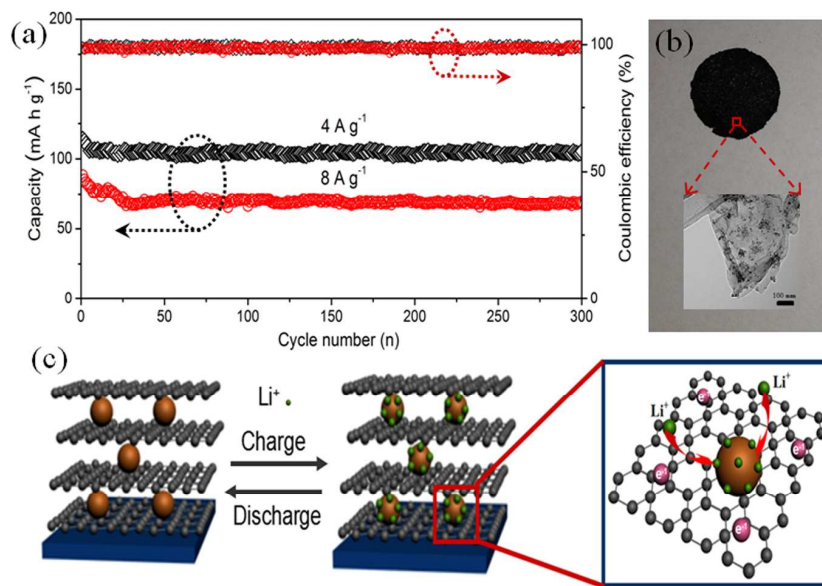 (a)
200
150
100
50
0
Capacity (mA h g⁻¹)
4 A g⁻¹
8 A g⁻¹
100
50
0
Coulombic efficiency (%)
0 50 100 150 200 250 300
Cycle number (n)
(b)
100 nm
(c)
Li⁺
Charge
Discharge
Li⁺
Li⁺
e⁻
e⁻
e⁻
e⁻